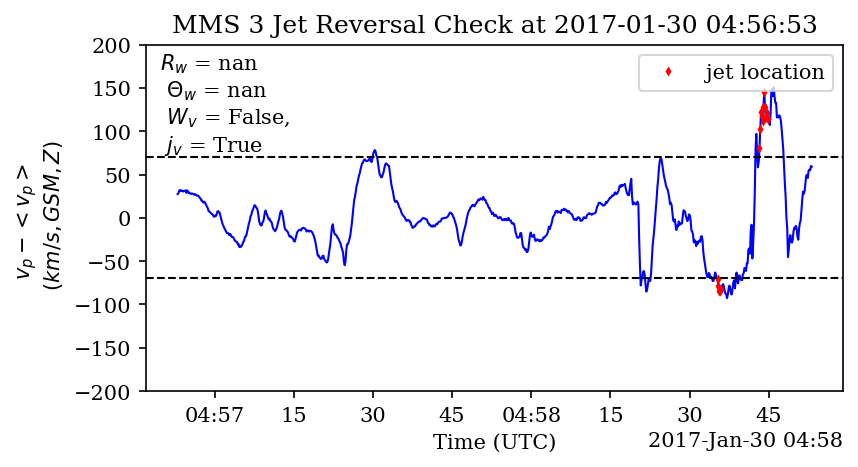 MMS 3 Jet Reversal Check at 2017-01-30 04:56:53
R_w = nan
Θ_w = nan
W_v = False,
j_v = True
jet location
200
150
100
50
0
−50
−100
−150
−200
v_p − < v_p >
(km/s, GSM, Z)
04:57 15 30 45 04:58 15 30 45
Time (UTC)
2017-Jan-30 04:58